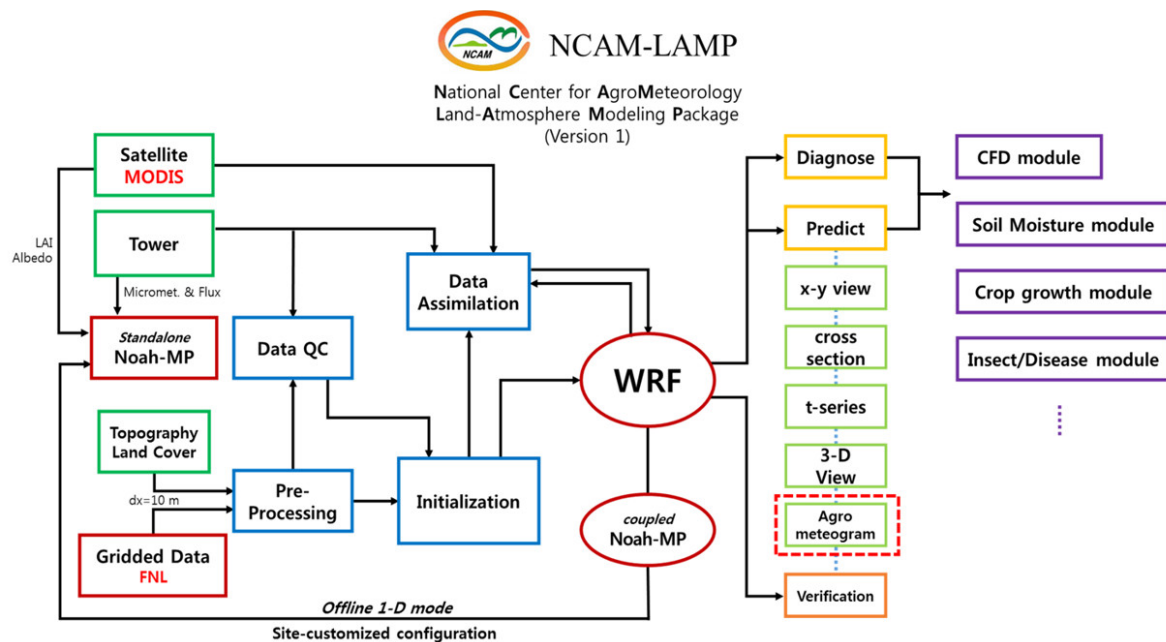 NCAM
NCAM-LAMP
National Center for AgroMeteorology
Land-Atmosphere Modeling Package
(Version 1)
Satellite
MODIS
LAI
Albedo
Tower
Micromet. & Flux
Standalone
Noah-MP
Topography
Land Cover
dx=10 m
Gridded Data
FNL
Data QC
Pre-
Processing
Data
Assimilation
Initialization
WRF
coupled
Noah-MP
Offline 1-D mode
Site-customized configuration
Diagnose
Predict
x-y view
cross
section
t-series
3-D
View
Agro
meteogram
Verification
CFD module
Soil Moisture module
Crop growth module
Insect/Disease module